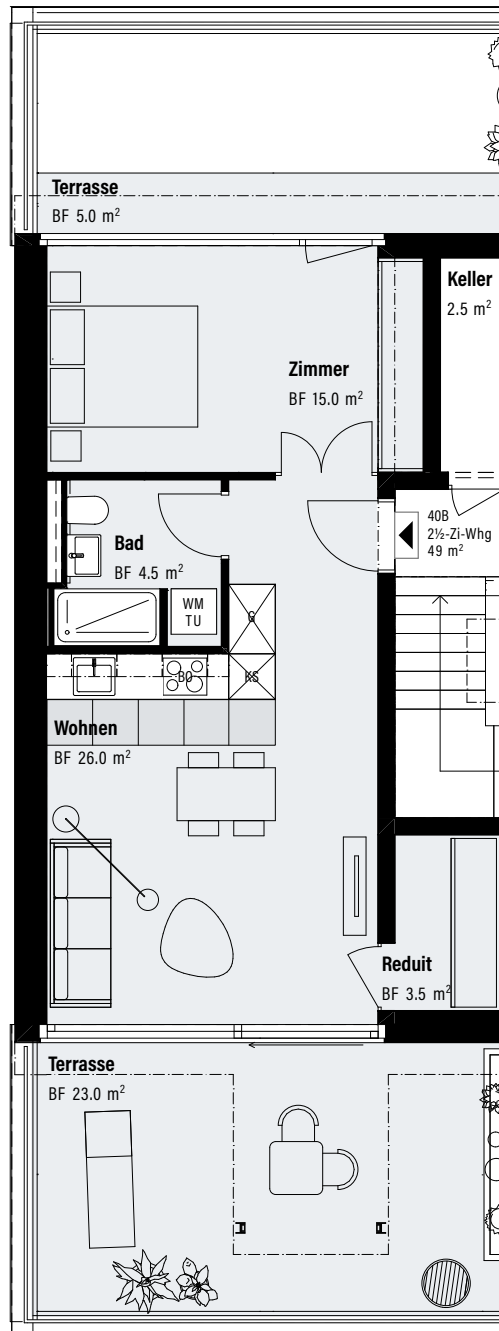 Terrasse
BF 5.0 m²
Keller
2.5 m²
Zimmer
BF 15.0 m²
40B
2½-Zi-Whg
49 m²
Bad
BF 4.5 m²
WM
TU
G
BO
KS
Wohnen
BF 26.0 m²
Reduit
BF 3.5 m²
Terrasse
BF 23.0 m²